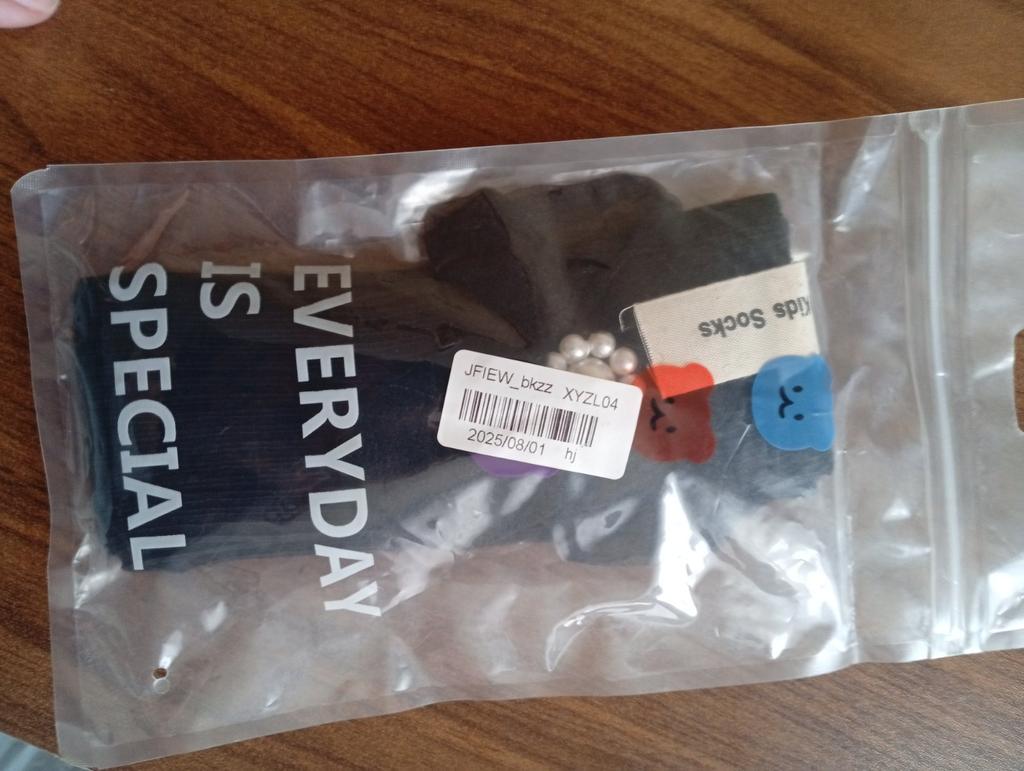 EVERYDAY
IS
SPECIAL
JFIEW_bkzz XYZL04
2025/08/01 hj
Kids Socks